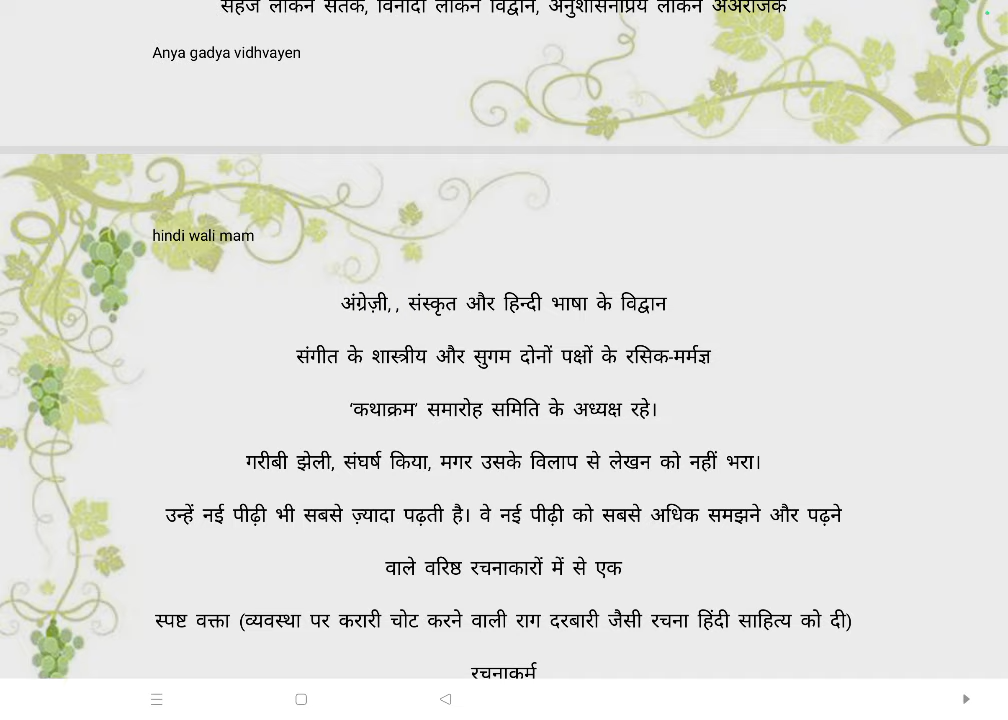 सहज लेकिन सतर्क, विनोदी लेकिन विद्वान, अनुशासनप्रिय लेकिन अअराजक
Anya gadya vidhvayen
hindi wali mam
अंग्रेज़ी,, संस्कृत और हिन्दी भाषा के विद्वान
संगीत के शास्त्रीय और सुगम दोनों पक्षों के रसिक-मर्मज्ञ
‘कथाक्रम’ समारोह समिति के अध्यक्ष रहे।
गरीबी झेली, संघर्ष किया, मगर उसके विलाप से लेखन को नहीं भरा।
उन्हें नई पीढ़ी भी सबसे ज़्यादा पढ़ती है। वे नई पीढ़ी को सबसे अधिक समझने और पढ़ने
वाले वरिष्ठ रचनाकारों में से एक
स्पष्ट वक्ता (व्यवस्था पर करारी चोट करने वाली राग दरबारी जैसी रचना हिंदी साहित्य को दी)
रचनाकर्म